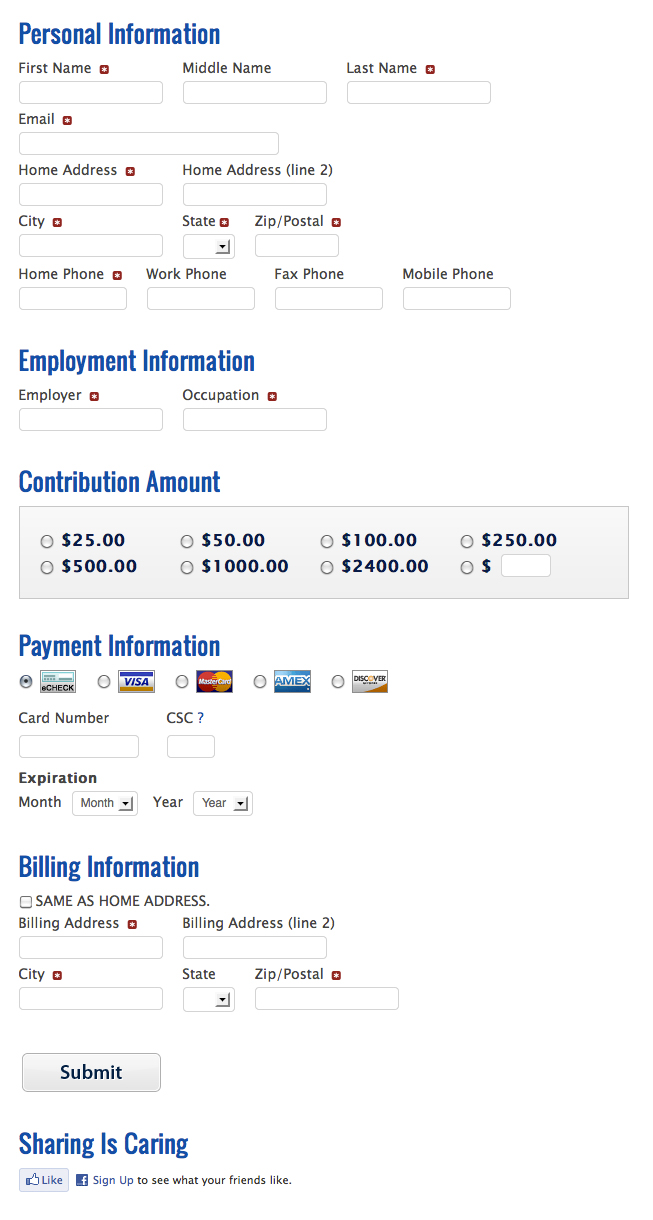 Personal Information
First Name * Middle Name Last Name *
Email *
Home Address * Home Address (line 2)
City * State * Zip/Postal *
Home Phone * Work Phone Fax Phone Mobile Phone
Employment Information
Employer * Occupation *
Contribution Amount
$25.00 $50.00 $100.00 $250.00
$500.00 $1000.00 $2400.00 $
Payment Information
eCHECK VISA MasterCard AMEX DISCOVER NETWORK
Card Number CSC ?
Expiration
Month Month Year Year
Billing Information
SAME AS HOME ADDRESS.
Billing Address * Billing Address (line 2)
City * State Zip/Postal *
Submit
Sharing Is Caring
Like f Sign Up to see what your friends like.